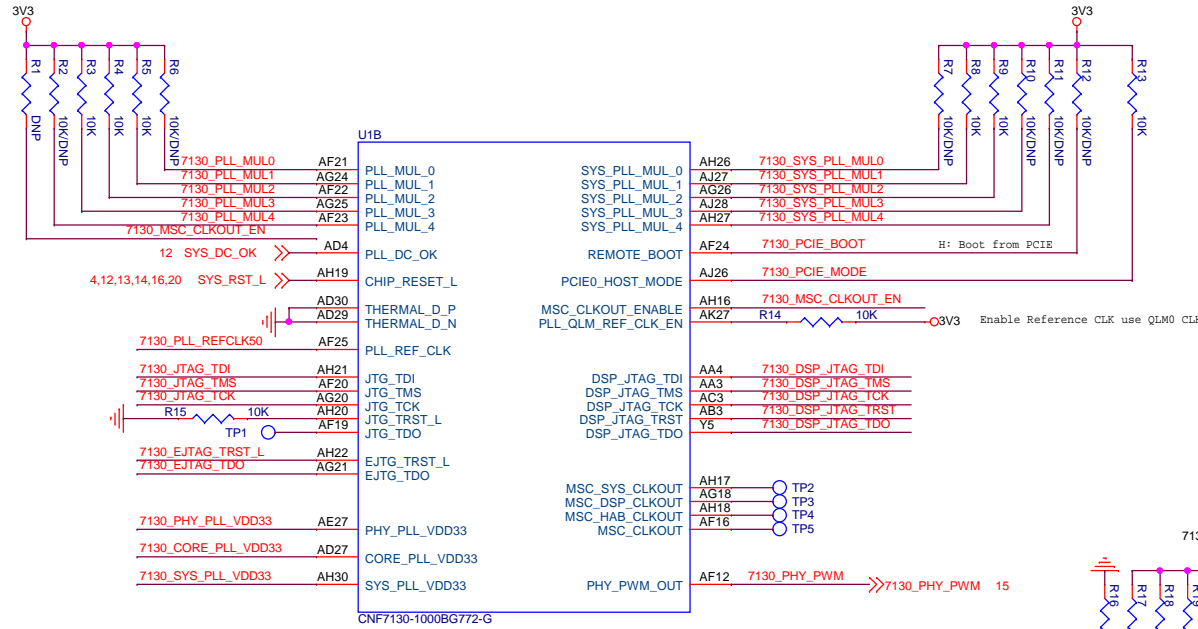 3V3
3V3
R1
R2
R3
R4
R5
R6
DNP
10K/DNP
10K
10K
10K
10K/DNP
R7
R8
R9
R10
R11
R12
R13
10K/DNP
10K
10K
10K/DNP
10K/DNP
10K/DNP
10K
U1B
7130_PLL_MUL0 AF21 PLL_MUL_0
7130_PLL_MUL1 AG24 PLL_MUL_1
7130_PLL_MUL2 AF22 PLL_MUL_2
7130_PLL_MUL3 AG25 PLL_MUL_3
7130_PLL_MUL4 AF23 PLL_MUL_4
7130_MSC_CLKOUT_EN
12 SYS_DC_OK AD4 PLL_DC_OK
4,12,13,14,16,20 SYS_RST_L AH19 CHIP_RESET_L
AD30 THERMAL_D_P
AD29 THERMAL_D_N
7130_PLL_REFCLK50 AF25 PLL_REF_CLK
7130_JTAG_TDI AH21 JTG_TDI
7130_JTAG_TMS AF20 JTG_TMS
7130_JTAG_TCK AG20 JTG_TCK
R15 10K AH20 JTG_TRST_L
TP1 AF19 JTG_TDO
7130_EJTAG_TRST_L AH22 EJTG_TRST_L
7130_EJTAG_TDO AG21 EJTG_TDO
7130_PHY_PLL_VDD33 AE27 PHY_PLL_VDD33
7130_CORE_PLL_VDD33 AD27 CORE_PLL_VDD33
7130_SYS_PLL_VDD33 AH30 SYS_PLL_VDD33
SYS_PLL_MUL_0 AH26 7130_SYS_PLL_MUL0
SYS_PLL_MUL_1 AJ27 7130_SYS_PLL_MUL1
SYS_PLL_MUL_2 AG26 7130_SYS_PLL_MUL2
SYS_PLL_MUL_3 AJ28 7130_SYS_PLL_MUL3
SYS_PLL_MUL_4 AH27 7130_SYS_PLL_MUL4
REMOTE_BOOT AF24 7130_PCIE_BOOT H: Boot from PCIE
PCIE0_HOST_MODE AJ26 7130_PCIE_MODE
MSC_CLKOUT_ENABLE AH16 7130_MSC_CLKOUT_EN
PLL_QLM_REF_CLK_EN AK27 R14 10K 3V3 Enable Reference CLK use QLM0 CLK
DSP_JTAG_TDI AA4 7130_DSP_JTAG_TDI
DSP_JTAG_TMS AA3 7130_DSP_JTAG_TMS
DSP_JTAG_TCK AC3 7130_DSP_JTAG_TCK
DSP_JTAG_TRST AB3 7130_DSP_JTAG_TRST
DSP_JTAG_TDO Y5 7130_DSP_JTAG_TDO
MSC_SYS_CLKOUT AH17 TP2
MSC_DSP_CLKOUT AG18 TP3
MSC_HAB_CLKOUT AH18 TP4
MSC_CLKOUT AF16 TP5
PHY_PWM_OUT AF12 7130_PHY_PWM 7130_PHY_PWM 15
CNF7130-1000BG772-G
713
R16
R17
R18
R19